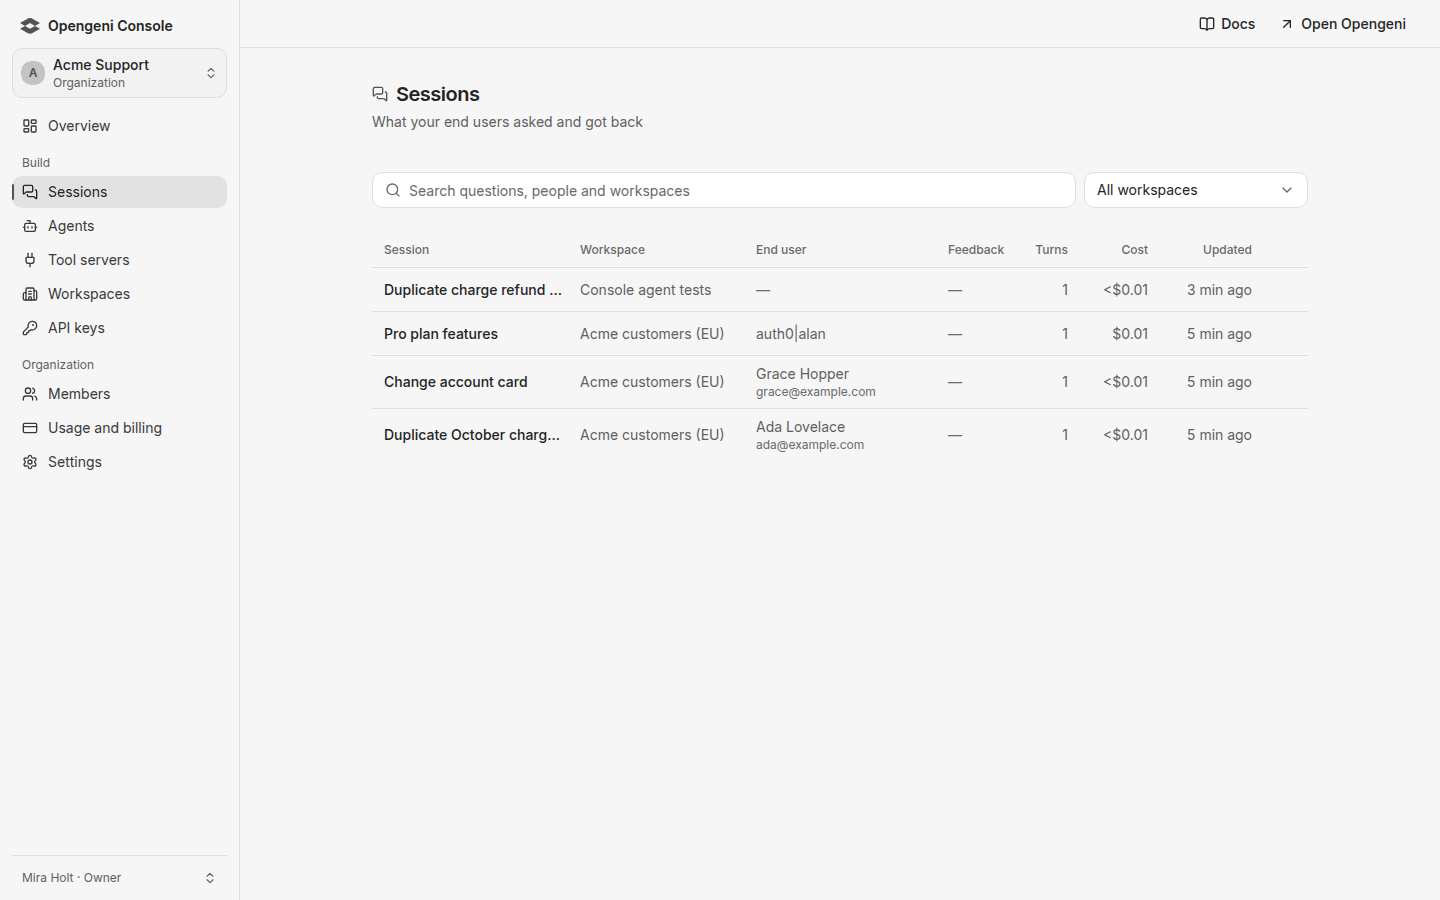 Opengeni Console
A
Acme Support
Organization
Overview
Build
Sessions
Agents
Tool servers
Workspaces
API keys
Organization
Members
Usage and billing
Settings
Mira Holt · Owner
Docs
Open Opengeni
Sessions
What your end users asked and got back
Search questions, people and workspaces
All workspaces
Session Workspace End user Feedback Turns Cost Updated
Duplicate charge refund ... Console agent tests — — 1 <$0.01 3 min ago
Pro plan features Acme customers (EU) auth0|alan — 1 $0.01 5 min ago
Change account card Acme customers (EU) Grace Hopper — 1 <$0.01 5 min ago
grace@example.com
Duplicate October charg... Acme customers (EU) Ada Lovelace — 1 <$0.01 5 min ago
ada@example.com